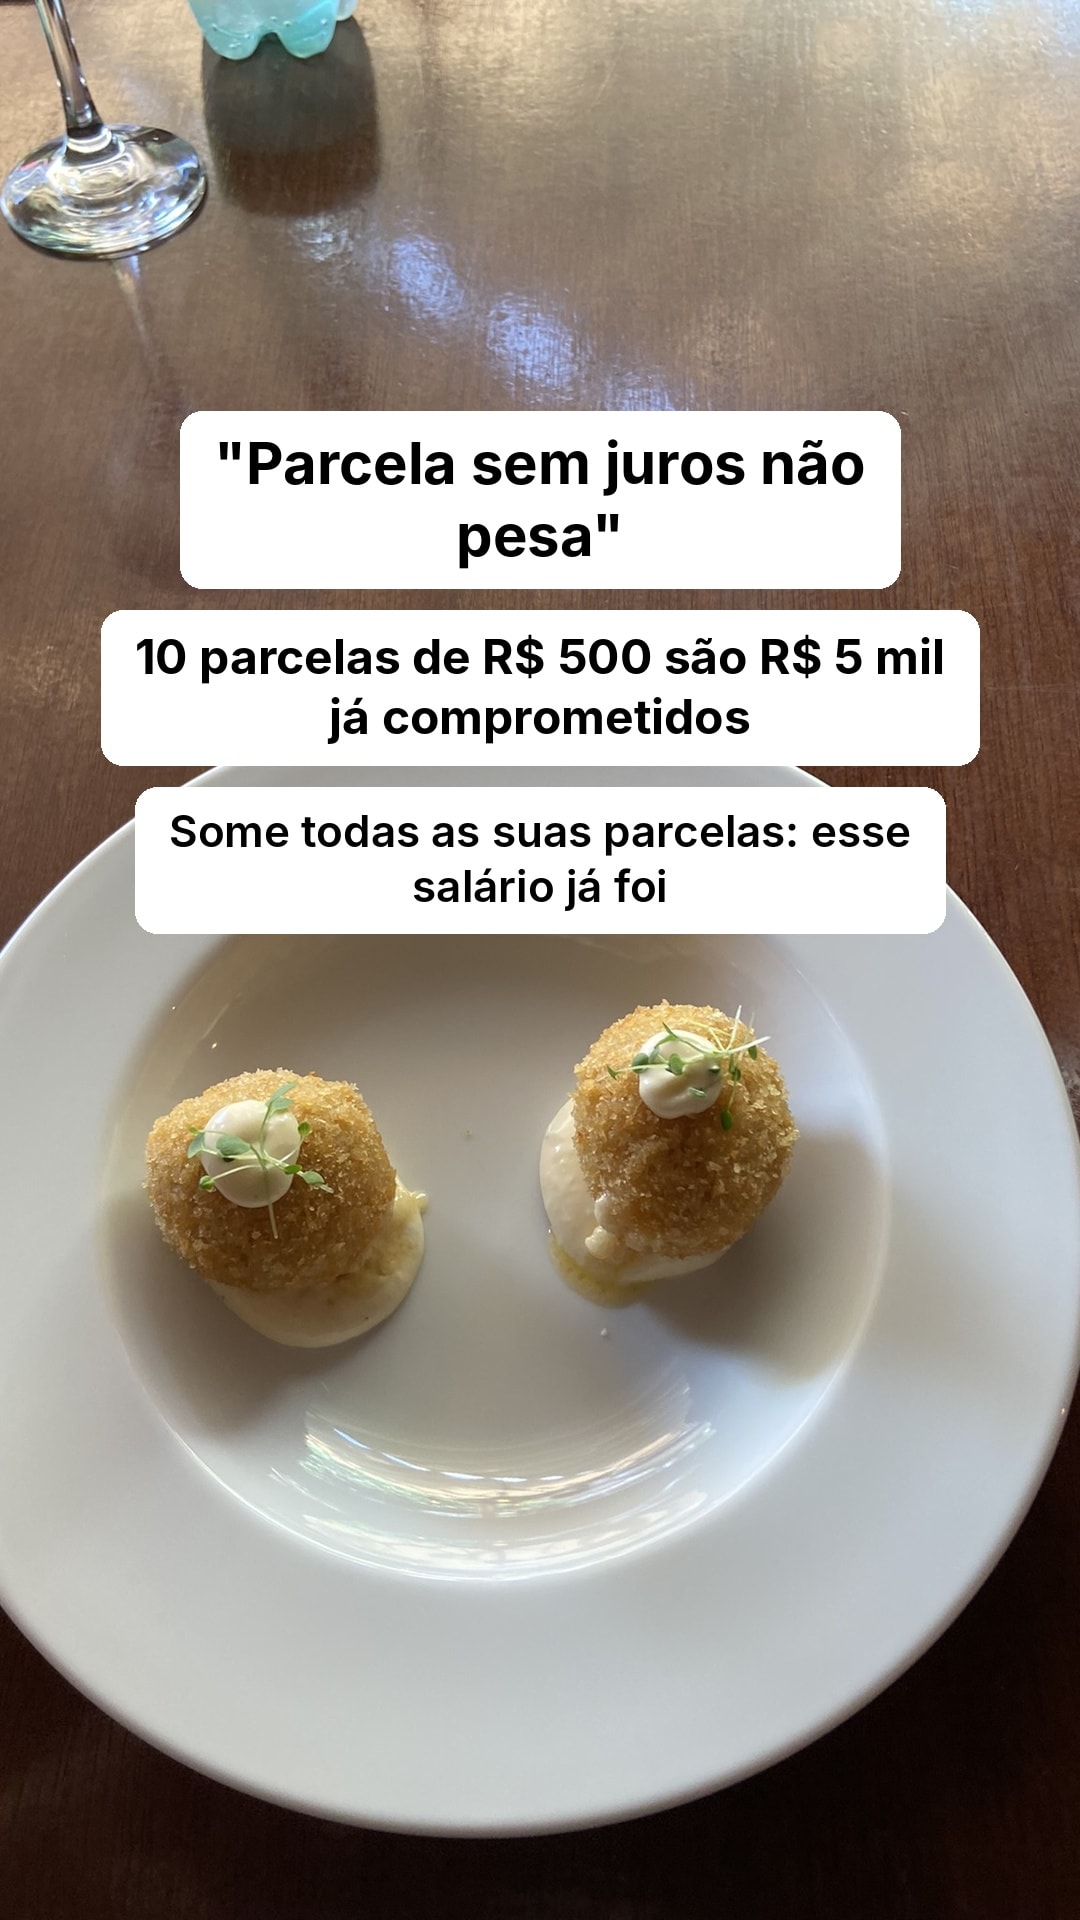 "Parcela sem juros não
pesa"
10 parcelas de R$ 500 são R$ 5 mil
já comprometidos
Some todas as suas parcelas: esse
salário já foi